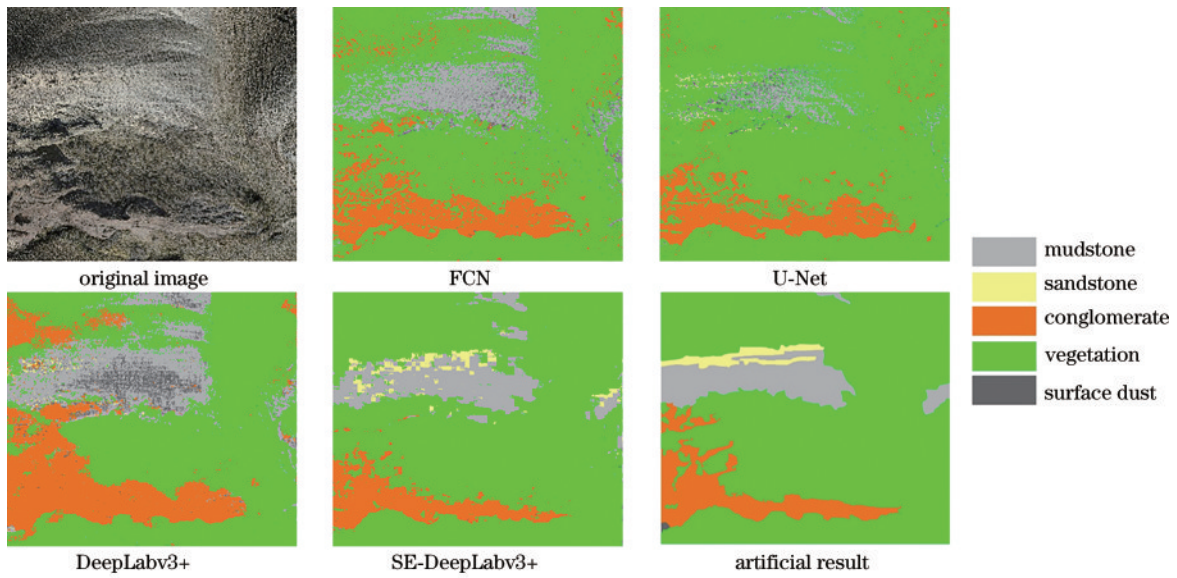 original image
FCN
U-Net
mudstone
sandstone
conglomerate
vegetation
surface dust
DeepLabv3+
SE-DeepLabv3+
artificial result